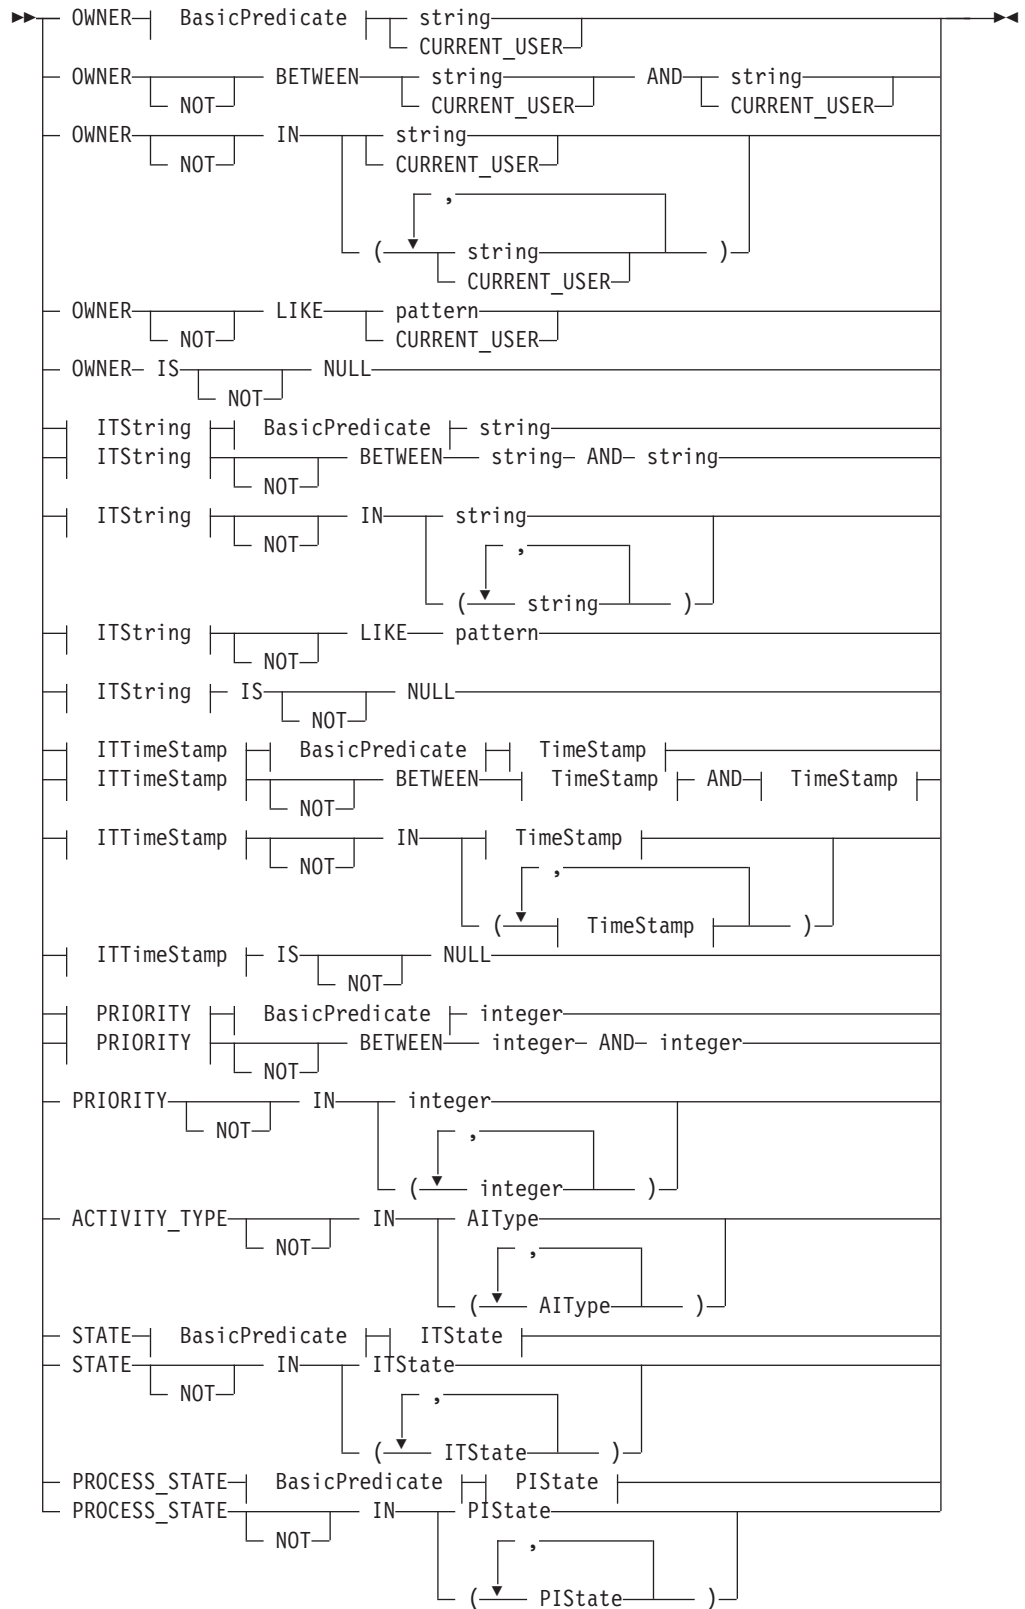 OWNER BasicPredicate string
CURRENT_USER
OWNER BETWEEN string AND string
NOT CURRENT_USER CURRENT_USER
OWNER IN string
NOT CURRENT_USER
,
( string )
CURRENT_USER
OWNER LIKE pattern
NOT CURRENT_USER
OWNER IS NULL
NOT
ITString BasicPredicate string
ITString BETWEEN string AND string
NOT
ITString IN string
NOT ,
( string )
ITString LIKE pattern
NOT
ITString IS NULL
NOT
ITTimeStamp BasicPredicate TimeStamp
ITTimeStamp BETWEEN TimeStamp AND TimeStamp
NOT
ITTimeStamp IN TimeStamp
NOT ,
( TimeStamp )
ITTimeStamp IS NULL
NOT
PRIORITY BasicPredicate integer
PRIORITY BETWEEN integer AND integer
NOT
PRIORITY IN integer
NOT ,
( integer )
ACTIVITY_TYPE IN AIType
NOT ,
( AIType )
STATE BasicPredicate ITState
STATE IN ITState
NOT ,
( ITState )
PROCESS_STATE BasicPredicate PIState
PROCESS_STATE IN PIState
NOT ,
( PIState )